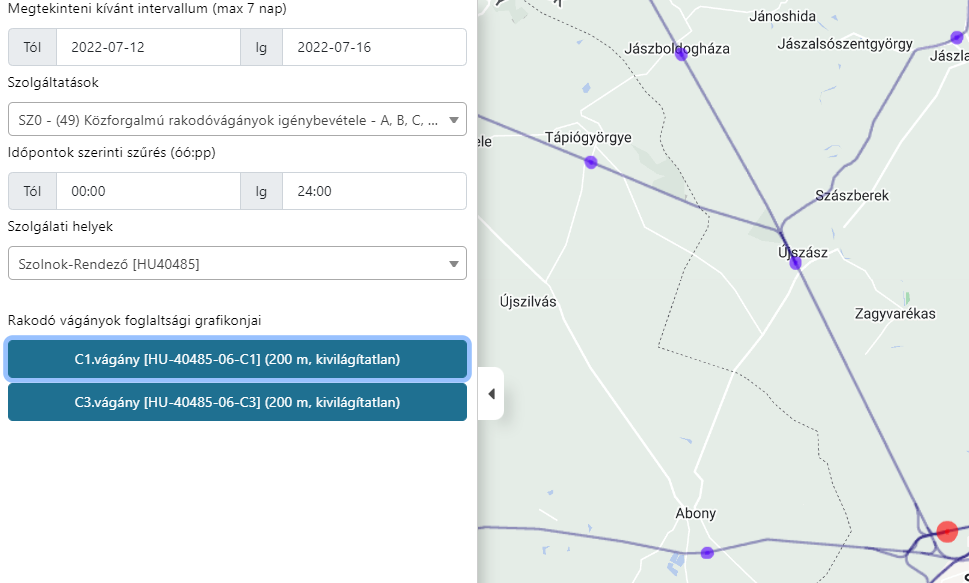 Megtekinteni kívánt intervallum (max 7 nap)
Tól 2022-07-12 Ig 2022-07-16
Szolgáltatások
SZ0 - (49) Közforgalmú rakodóvágányok igénybevétele - A, B, C, ...
Időpontok szerinti szűrés (óó:pp)
Tól 00:00 Ig 24:00
Szolgálati helyek
Szolnok-Rendező [HU40485]
Rakodó vágányok foglaltsági grafikonjai
C1.vágány [HU-40485-06-C1] (200 m, kivilágítatlan)
C3.vágány [HU-40485-06-C3] (200 m, kivilágítatlan)
Jánoshida
Jászboldogháza
Jászalsószentgyörgy
Jászla
ele
Tápiógyörgye
Szászberek
Újszász
Újszilvás
Zagyvarékas
Abony